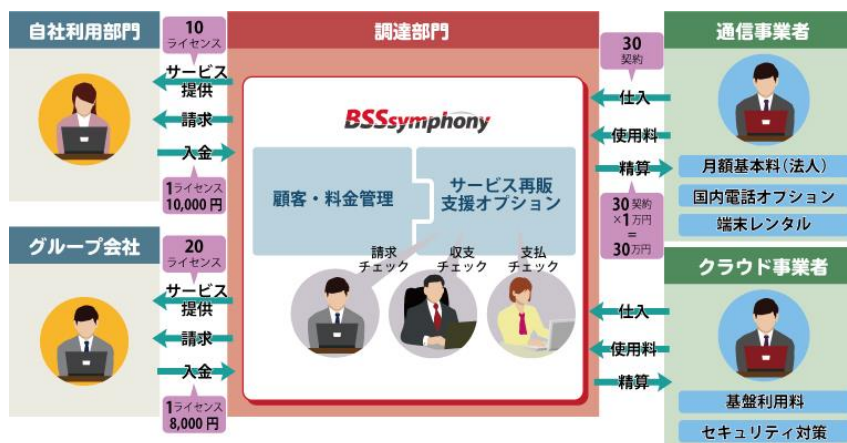 自社利用部門
10
ライセンス
サービス
提供
請求
入金
1ライセンス
10,000円
グループ会社
20
ライセンス
サービス
提供
請求
入金
1ライセンス
8,000円
調達部門
BSSsymphony
顧客・料金管理
サービス再販
支援オプション
請求
チェック
収支
チェック
支払
チェック
30
契約
仕入
使用料
精算
30契約
×1万円
=
30万円
仕入
使用料
精算
通信事業者
月額基本料(法人)
国内電話オプション
端末レンタル
クラウド事業者
基盤利用料
セキュリティ対策